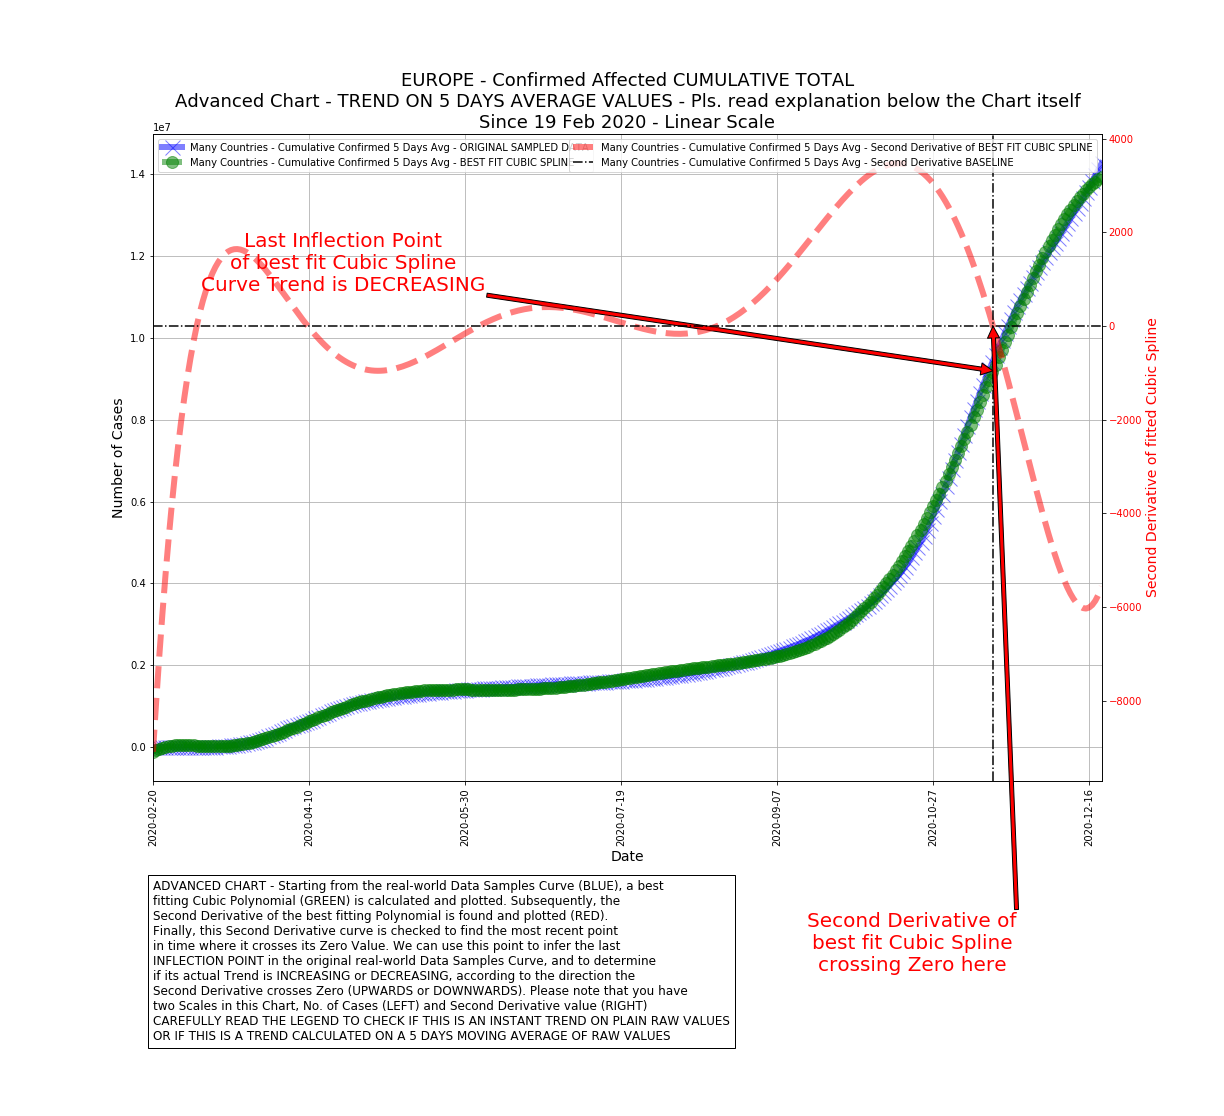 EUROPE - Confirmed Affected CUMULATIVE TOTAL
Advanced Chart - TREND ON 5 DAYS AVERAGE VALUES - Pls. read explanation below the Chart itself
Since 19 Feb 2020 - Linear Scale
1e7
Many Countries - Cumulative Confirmed 5 Days Avg - ORIGINAL SAMPLED DATA
Many Countries - Cumulative Confirmed 5 Days Avg - BEST FIT CUBIC SPLINE
Many Countries - Cumulative Confirmed 5 Days Avg - Second Derivative of BEST FIT CUBIC SPLINE
Many Countries - Cumulative Confirmed 5 Days Avg - Second Derivative BASELINE
Last Inflection Point
of best fit Cubic Spline
Curve Trend is DECREASING
Number of Cases
1.4
1.2
1.0
0.8
0.6
0.4
0.2
0.0
4000
2000
0
−2000
−4000
−6000
−8000
Second Derivative of fitted Cubic Spline
2020-02-20
2020-04-10
2020-05-30
2020-07-19
2020-09-07
2020-10-27
2020-12-16
Date
ADVANCED CHART - Starting from the real-world Data Samples Curve (BLUE), a best
fitting Cubic Polynomial (GREEN) is calculated and plotted. Subsequently, the
Second Derivative of the best fitting Polynomial is found and plotted (RED).
Finally, this Second Derivative curve is checked to find the most recent point
in time where it crosses its Zero Value. We can use this point to infer the last
INFLECTION POINT in the original real-world Data Samples Curve, and to determine
if its actual Trend is INCREASING or DECREASING, according to the direction the
Second Derivative crosses Zero (UPWARDS or DOWNWARDS). Please note that you have
two Scales in this Chart, No. of Cases (LEFT) and Second Derivative value (RIGHT)
CAREFULLY READ THE LEGEND TO CHECK IF THIS IS AN INSTANT TREND ON PLAIN RAW VALUES
OR IF THIS IS A TREND CALCULATED ON A 5 DAYS MOVING AVERAGE OF RAW VALUES
Second Derivative of
best fit Cubic Spline
crossing Zero here